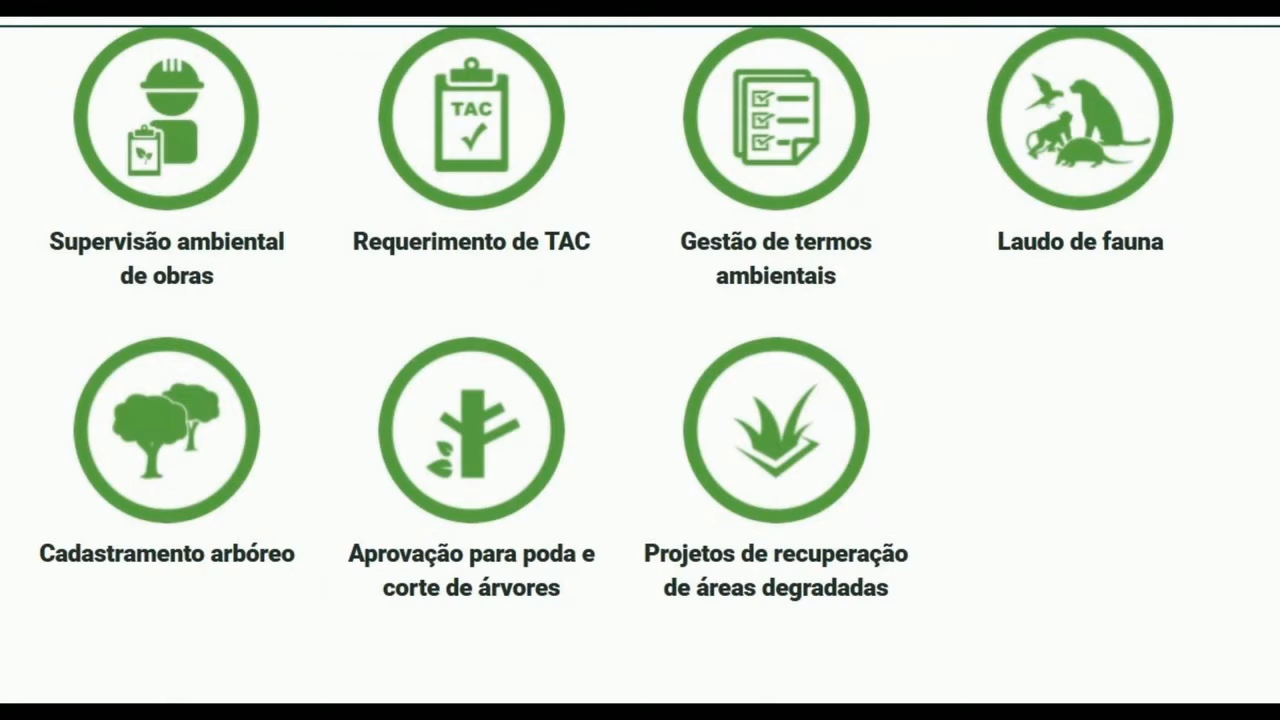 TAC
Supervisão ambiental
de obras
Requerimento de TAC
Gestão de termos
ambientais
Laudo de fauna
Cadastramento arbóreo
Aprovação para poda e
corte de árvores
Projetos de recuperação
de áreas degradadas